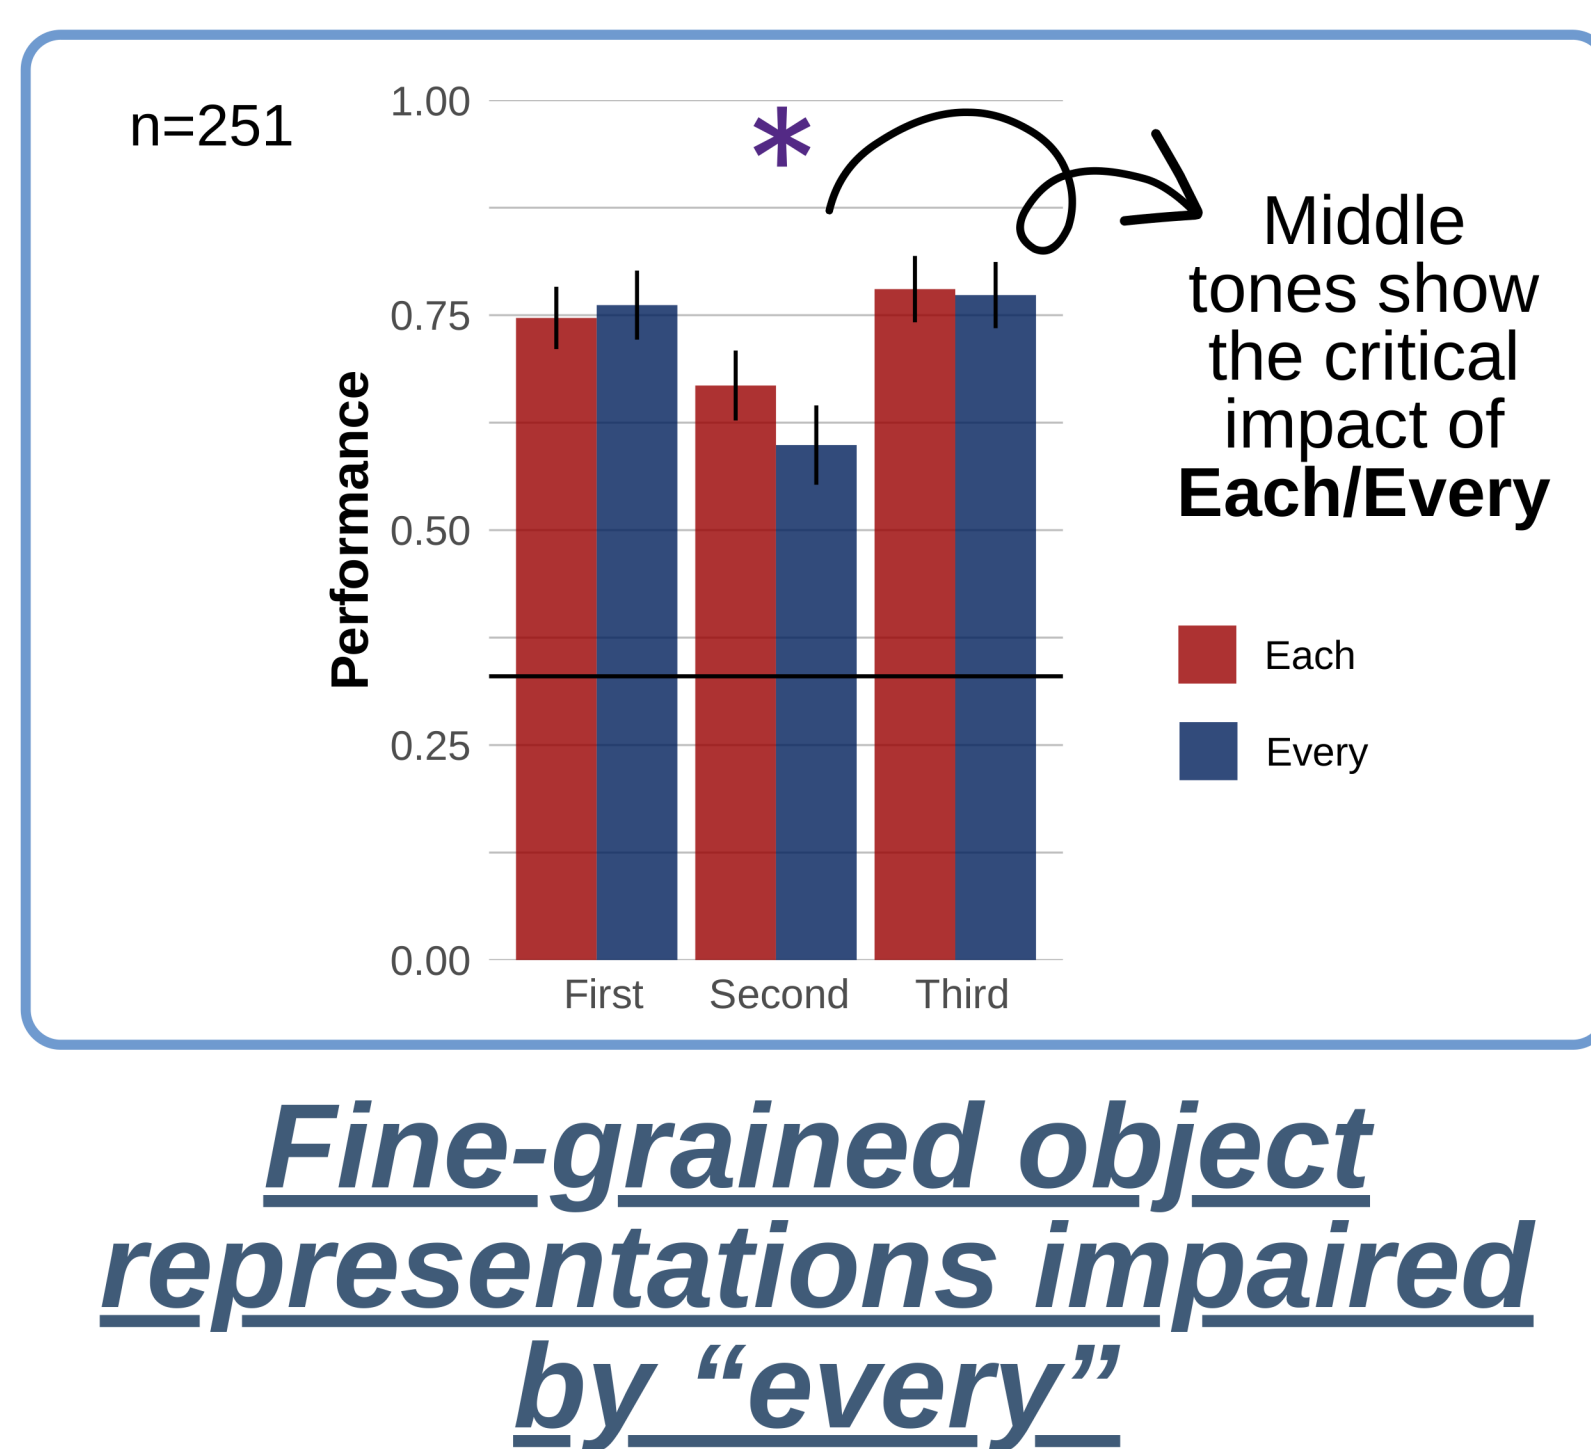 n=251
1.00
0.75
0.50
0.25
0.00
Performance
First Second Third
*
Middle
tones show
the critical
impact of
Each/Every
Each
Every
Fine-grained object
representations impaired
by “every”